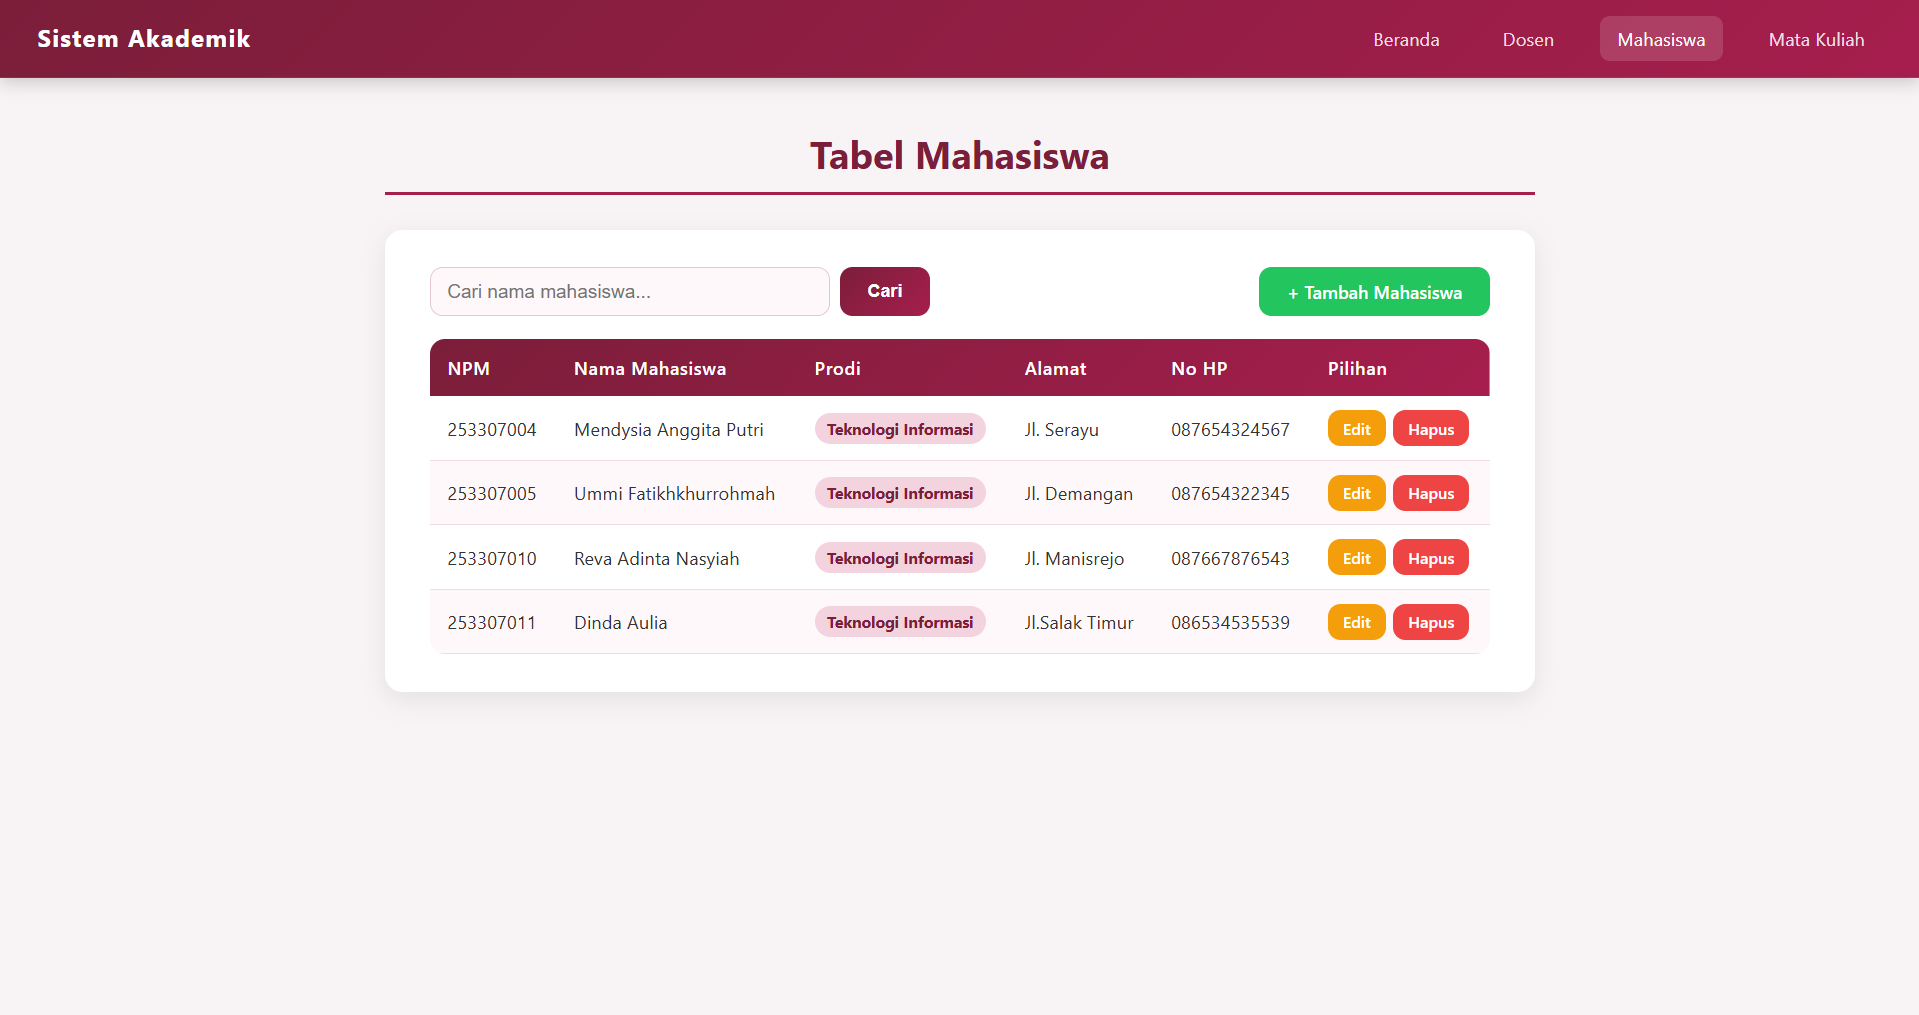 Sistem Akademik Beranda Dosen Mahasiswa Mata Kuliah
Tabel Mahasiswa
Cari nama mahasiswa... Cari + Tambah Mahasiswa
NPM Nama Mahasiswa Prodi Alamat No HP Pilihan
253307004 Mendysia Anggita Putri Teknologi Informasi Jl. Serayu 087654324567 Edit Hapus
253307005 Ummi Fatikhkhurrohmah Teknologi Informasi Jl. Demangan 087654322345 Edit Hapus
253307010 Reva Adinta Nasyiah Teknologi Informasi Jl. Manisrejo 087667876543 Edit Hapus
253307011 Dinda Aulia Teknologi Informasi Jl.Salak Timur 086534535539 Edit Hapus